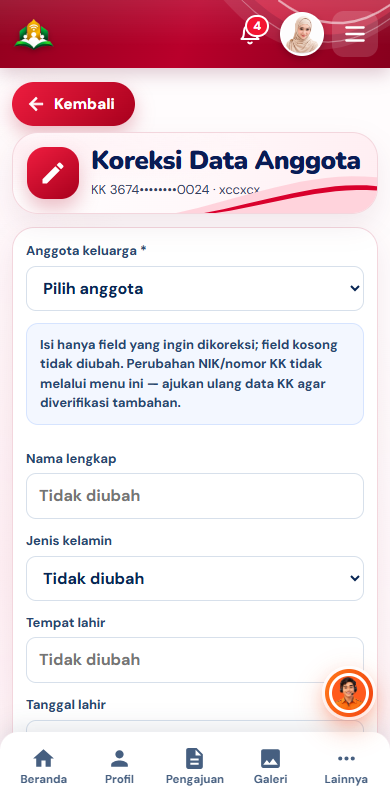 4
Kembali
Koreksi Data Anggota
KK 3674••••••••0024 · xccxcx
Anggota keluarga *
Pilih anggota
Isi hanya field yang ingin dikoreksi; field kosong
tidak diubah. Perubahan NIK/nomor KK tidak
melalui menu ini — ajukan ulang data KK agar
diverifikasi tambahan.
Nama lengkap
Tidak diubah
Jenis kelamin
Tidak diubah
Tempat lahir
Tidak diubah
Tanggal lahir
Beranda
Profil
Pengajuan
Galeri
Lainnya